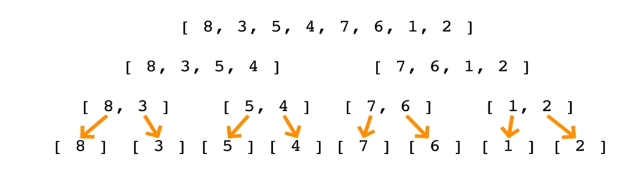 [ 8, 3, 5, 4, 7, 6, 1, 2 ]
[ 8, 3, 5, 4 ] [ 7, 6, 1, 2 ]
[ 8, 3 ] [ 5, 4 ] [ 7, 6 ] [ 1, 2 ]
[ 8 ] [ 3 ] [ 5 ] [ 4 ] [ 7 ] [ 6 ] [ 1 ] [ 2 ]